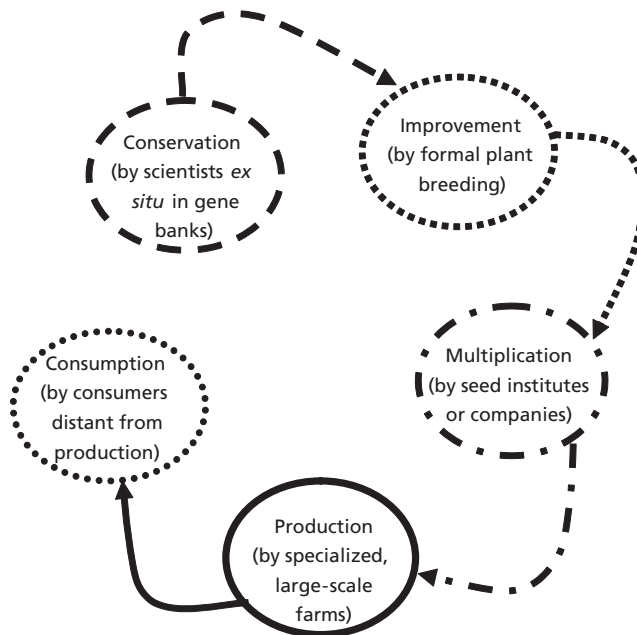 Conservation
(by scientists ex
situ in gene
banks)
Improvement
(by formal plant
breeding)
Multiplication
(by seed institutes
or companies)
Production
(by specialized,
large-scale
farms)
Consumption
(by consumers
distant from
production)